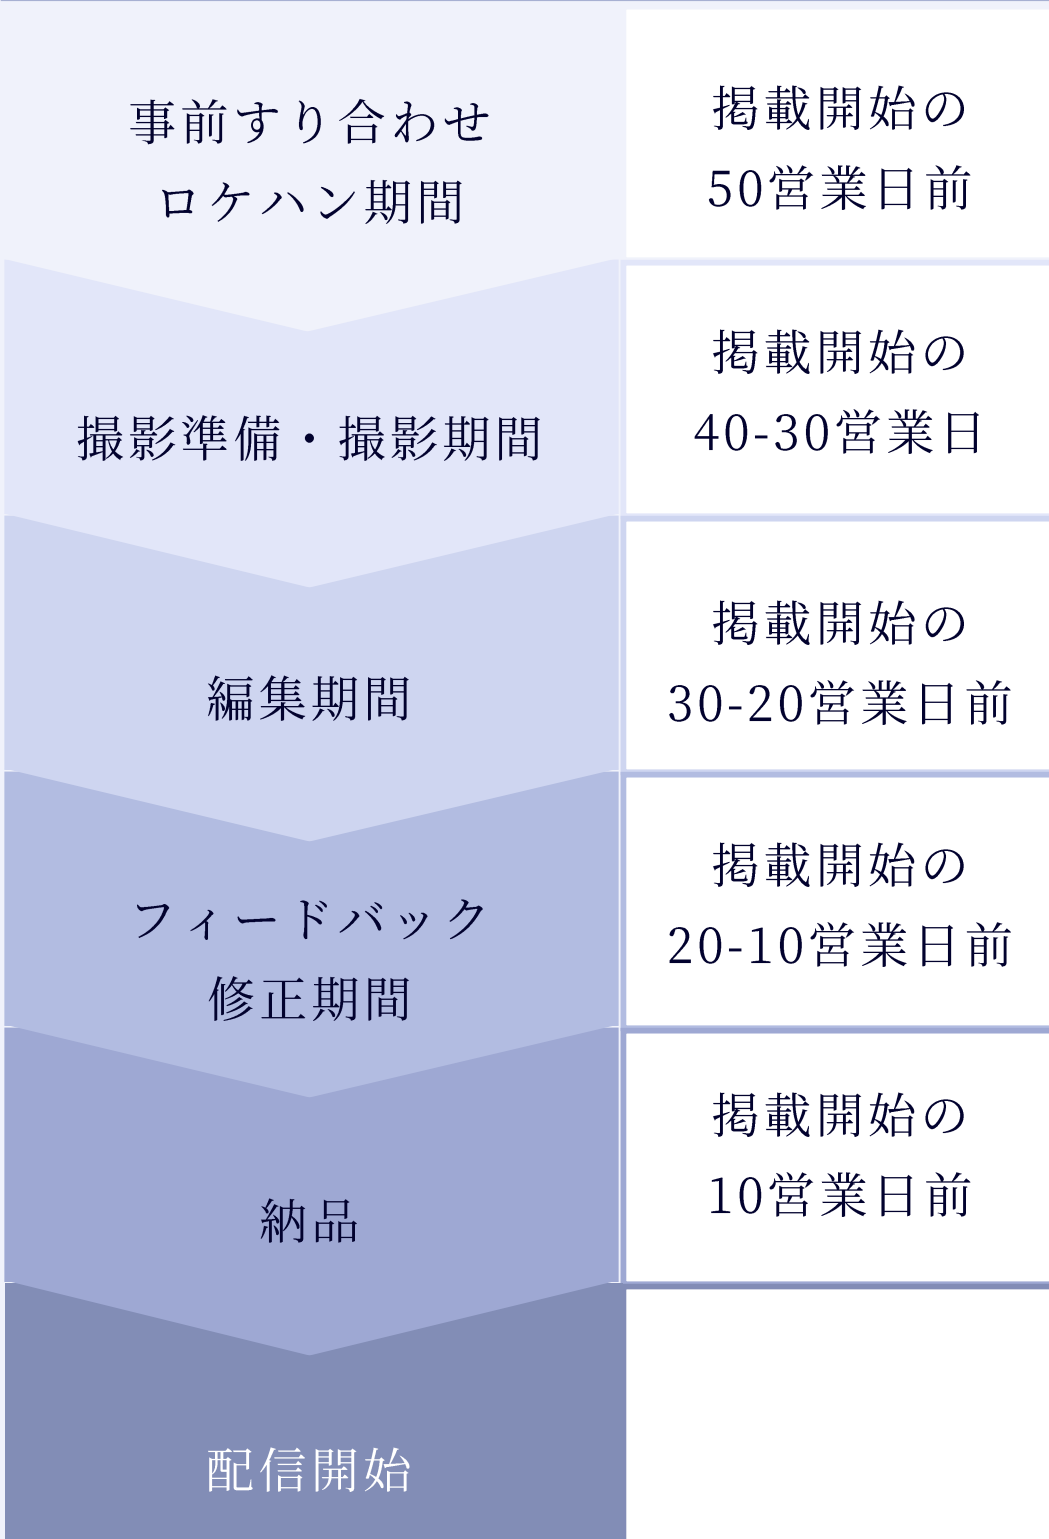 事前すり合わせ
ロケハン期間
掲載開始の
50営業日前
撮影準備・撮影期間
掲載開始の
40-30営業日
編集期間
掲載開始の
30-20営業日前
フィードバック
修正期間
掲載開始の
20-10営業日前
納品
掲載開始の
10営業日前
配信開始